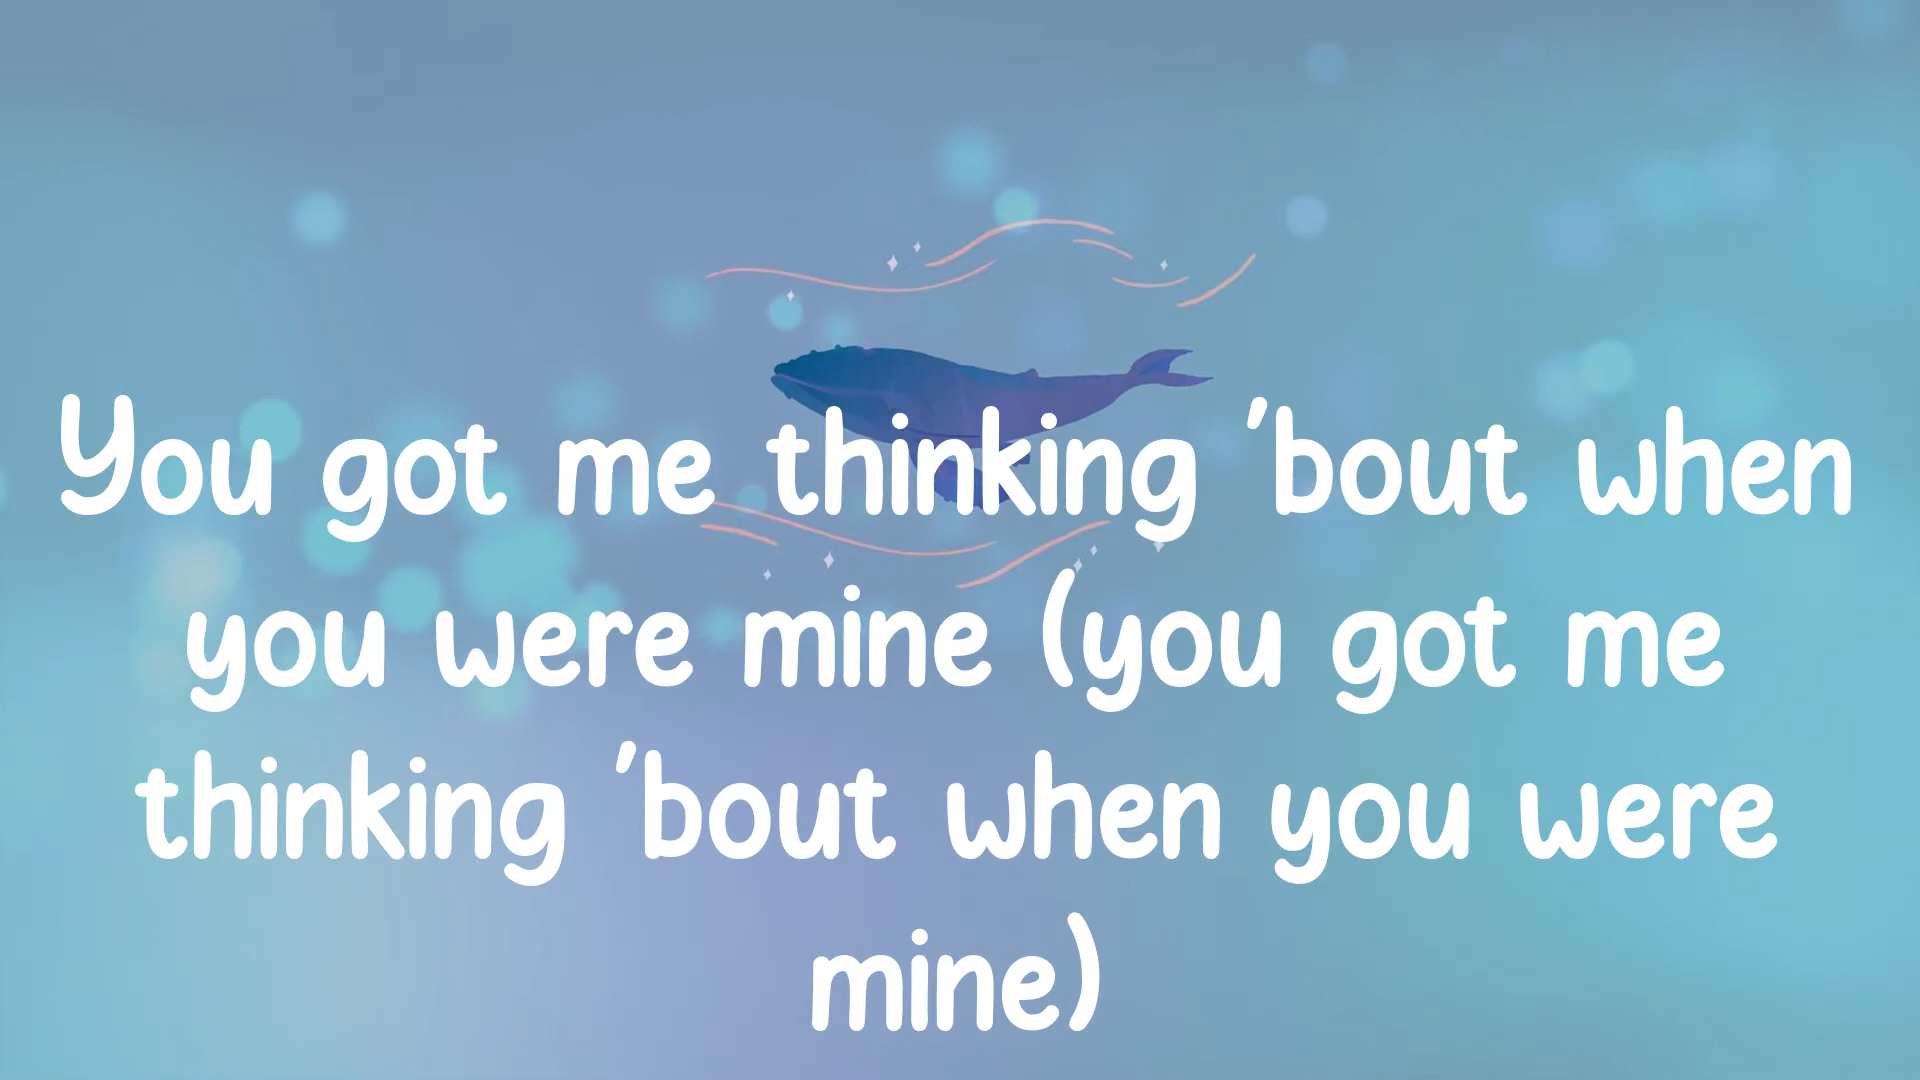 You got me thinking 'bout when
you were mine (you got me
thinking 'bout when you were
mine)